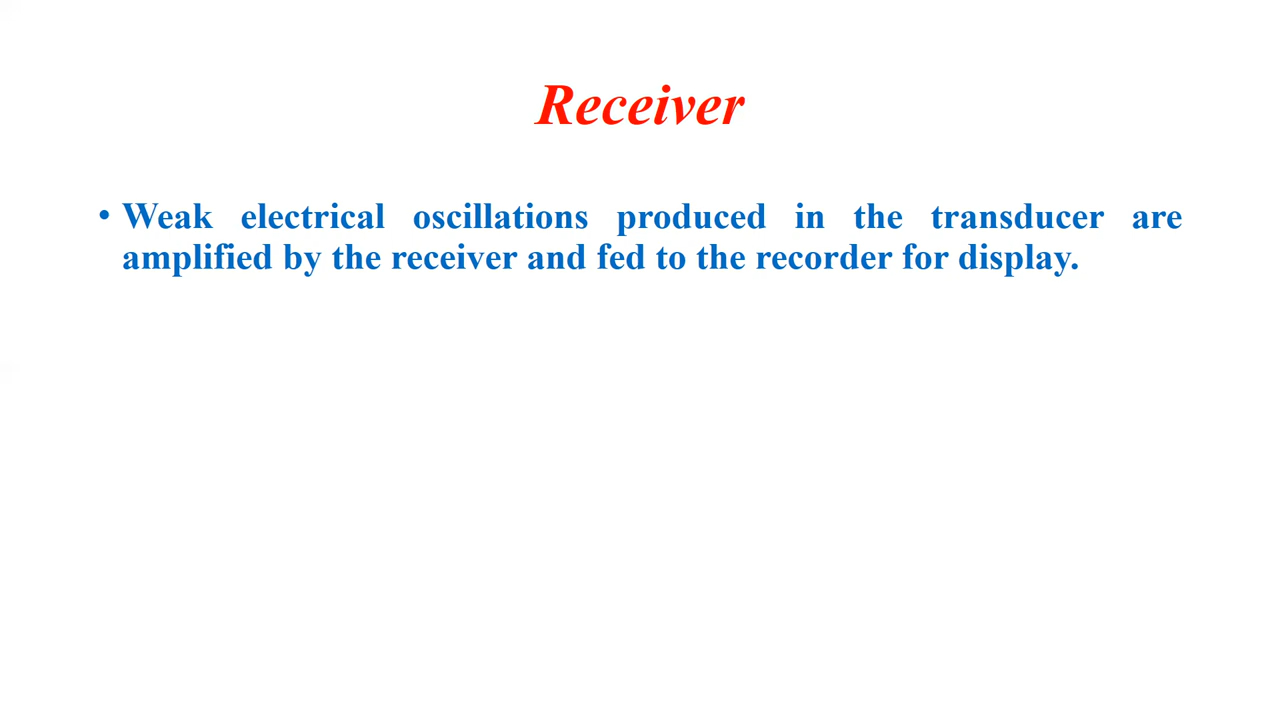 Receiver
• Weak electrical oscillations produced in the transducer are
amplified by the receiver and fed to the recorder for display.